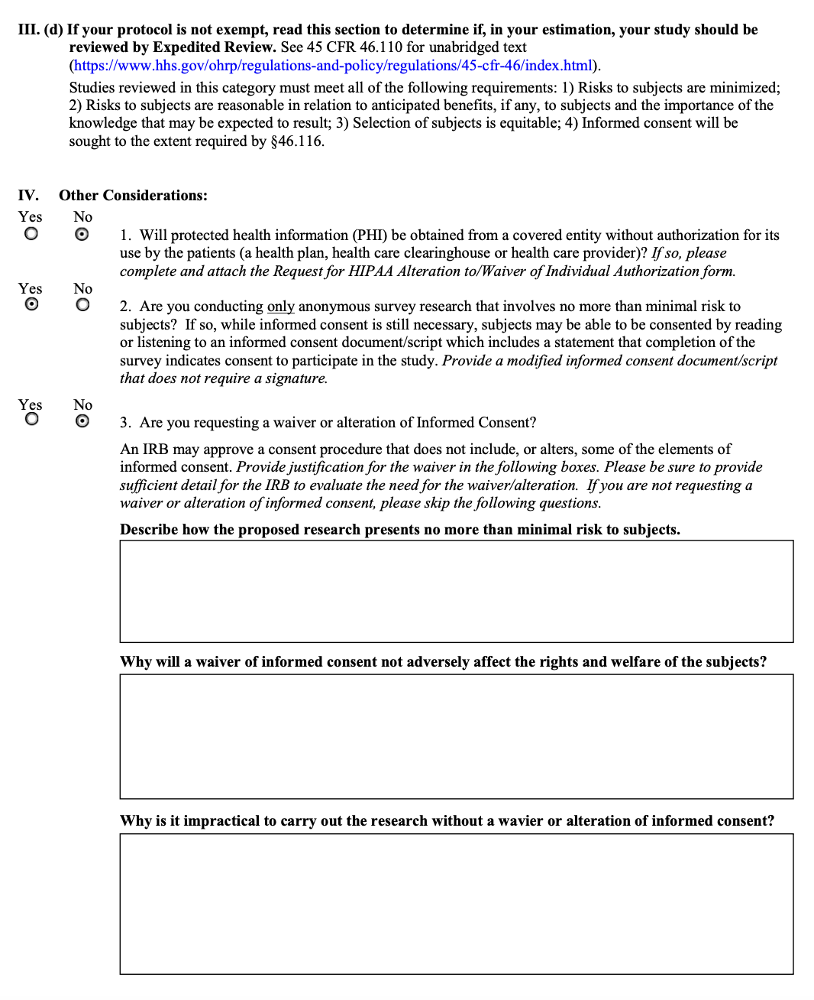 III. (d) If your protocol is not exempt, read this section to determine if, in your estimation, your study should be
reviewed by Expedited Review. See 45 CFR 46.110 for unabridged text
(https://www.hhs.gov/ohrp/regulations-and-policy/regulations/45-cfr-46/index.html).
Studies reviewed in this category must meet all of the following requirements: 1) Risks to subjects are minimized;
2) Risks to subjects are reasonable in relation to anticipated benefits, if any, to subjects and the importance of the
knowledge that may be expected to result; 3) Selection of subjects is equitable; 4) Informed consent will be
sought to the extent required by §46.116.
IV. Other Considerations:
Yes No
1. Will protected health information (PHI) be obtained from a covered entity without authorization for its
use by the patients (a health plan, health care clearinghouse or health care provider)? If so, please
complete and attach the Request for HIPAA Alteration to/Waiver of Individual Authorization form.
Yes No
2. Are you conducting only anonymous survey research that involves no more than minimal risk to
subjects? If so, while informed consent is still necessary, subjects may be able to be consented by reading
or listening to an informed consent document/script which includes a statement that completion of the
survey indicates consent to participate in the study. Provide a modified informed consent document/script
that does not require a signature.
Yes No
3. Are you requesting a waiver or alteration of Informed Consent?
An IRB may approve a consent procedure that does not include, or alters, some of the elements of
informed consent. Provide justification for the waiver in the following boxes. Please be sure to provide
sufficient detail for the IRB to evaluate the need for the waiver/alteration. If you are not requesting a
waiver or alteration of informed consent, please skip the following questions.
Describe how the proposed research presents no more than minimal risk to subjects.
Why will a waiver of informed consent not adversely affect the rights and welfare of the subjects?
Why is it impractical to carry out the research without a wavier or alteration of informed consent?